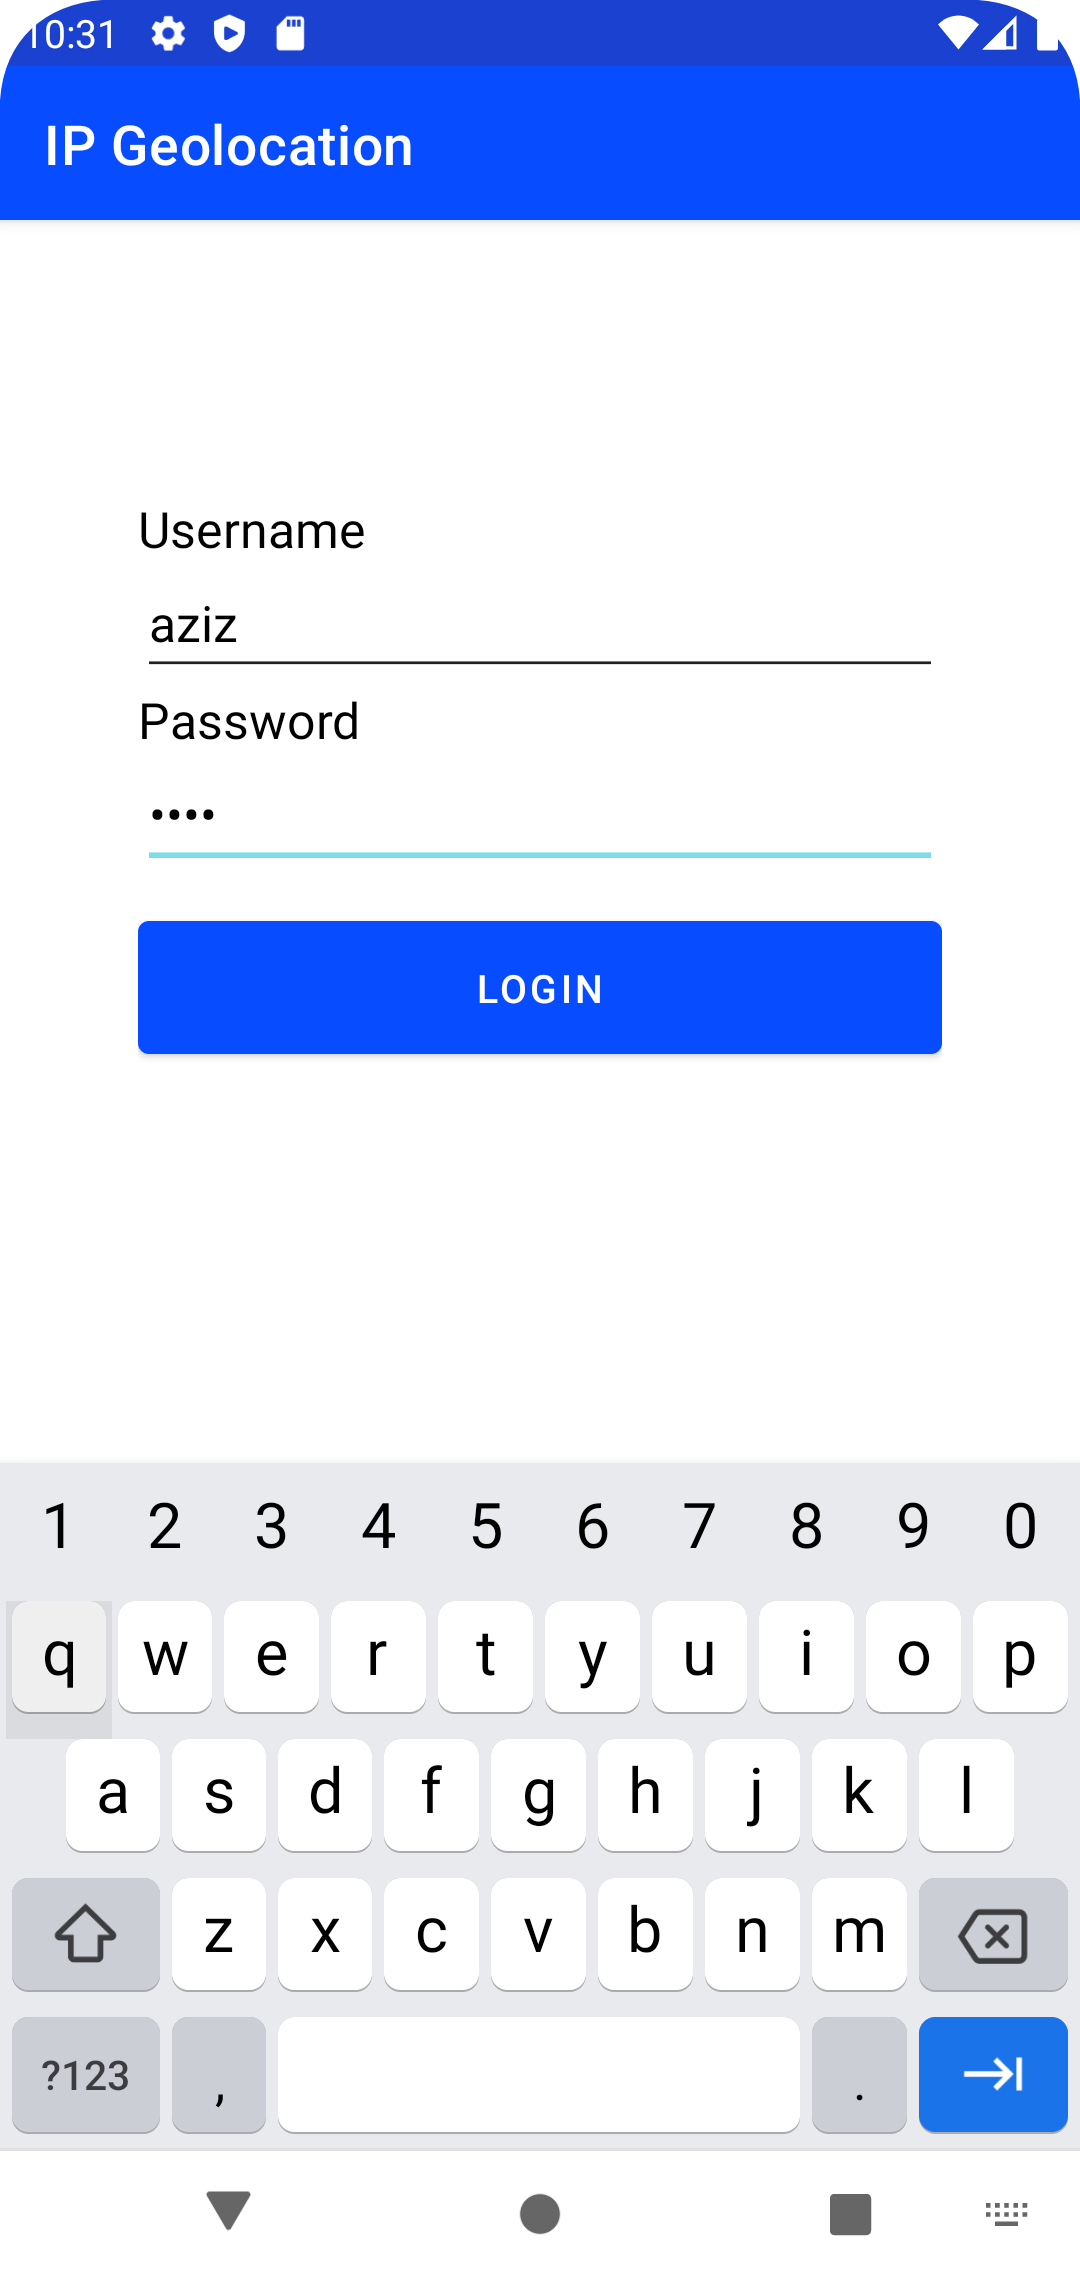 10:31
IP Geolocation
Username
aziz
Password
••••
LOGIN
1 2 3 4 5 6 7 8 9 0
q w e r t y u i o p
a s d f g h j k l
z x c v b n m
?123 , .